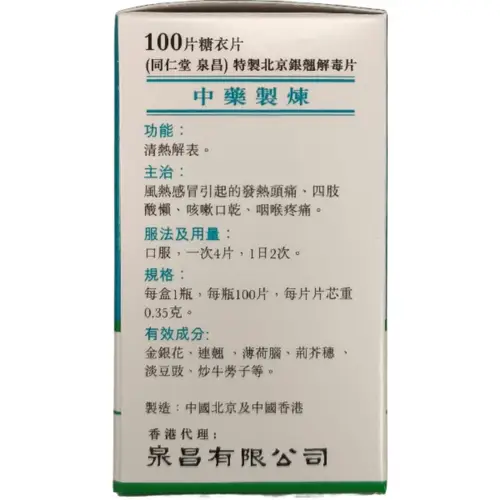 100片糖衣片
(同仁堂 泉昌) 特製北京銀翹解毒片
中藥製煉
功能：
清熱解表。
主治：
風熱感冒引起的發熱頭痛、四肢
酸懶、咳嗽口乾、咽喉疼痛。
服法及用量：
口服，一次4片，1日2次。
規格：
每盒1瓶，每瓶100片，每片片芯重
0.35克。
有效成分:
金銀花、連翹、薄荷腦、荊芥穗、
淡豆豉、炒牛蒡子等。
製造：中國北京及中國香港
香港代理：
泉昌有限公司